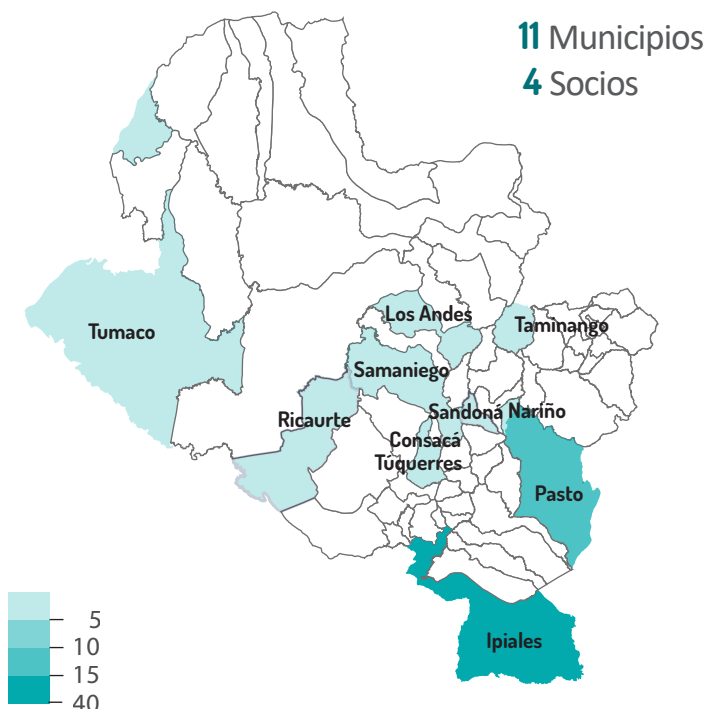 11 Municipios
4 Socios
Los Andes
Taminango
Tumaco
Samaniego
Sandoná
Nariño
Ricaurte
Consacá
Túquerres
Pasto
Ipiales
5
10
15
40